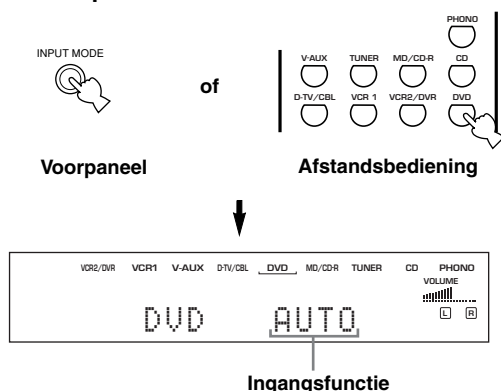 PHONO
INPUT MODE
V-AUX TUNER MD/CD-R CD
of
D-TV/CBL VCR 1 VCR2/DVR DVD
Voorpaneel Afstandsbediening
VCR2/DVR VCR1 V-AUX D-TV/CBL DVD MD/CD-R TUNER CD PHONO
VOLUME
L R
DVD AUTO
Ingangsfunctie